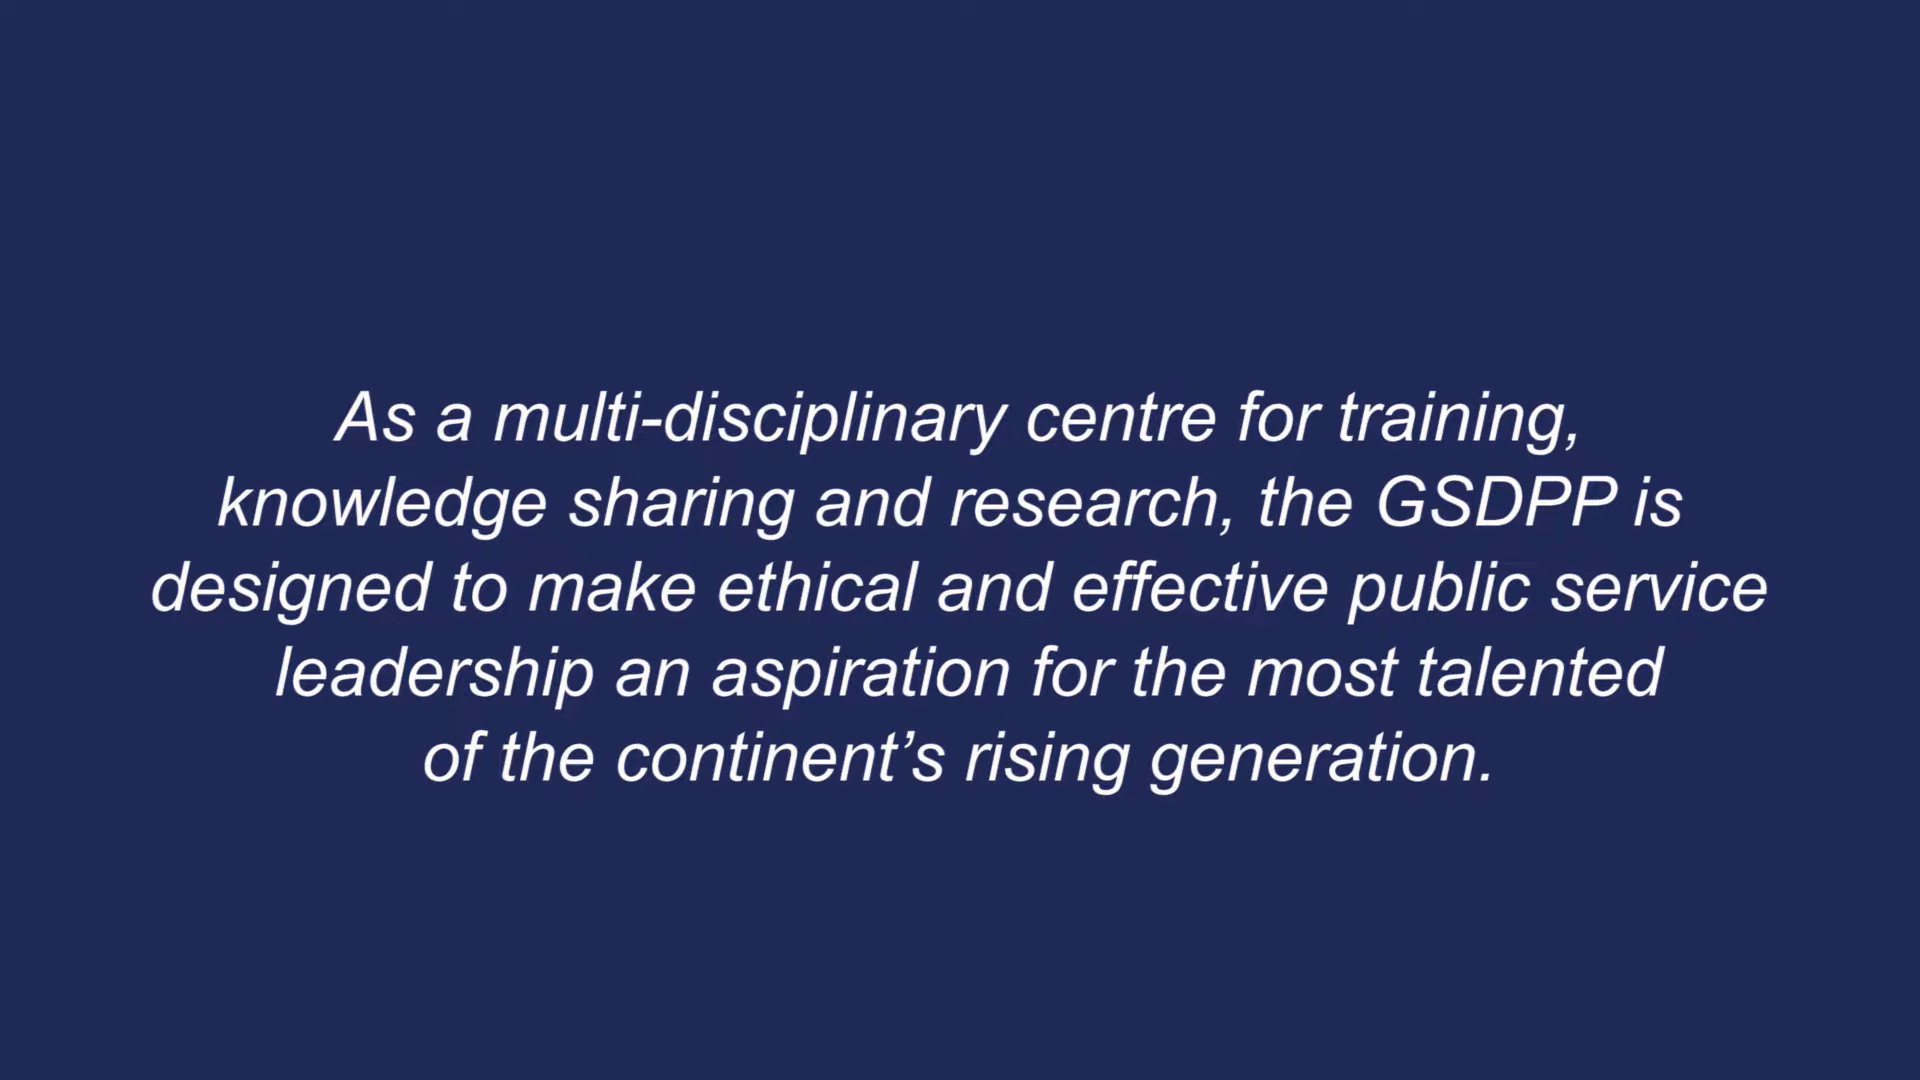 As a multi-disciplinary centre for training,
knowledge sharing and research, the GSDPP is
designed to make ethical and effective public service
leadership an aspiration for the most talented
of the continent’s rising generation.